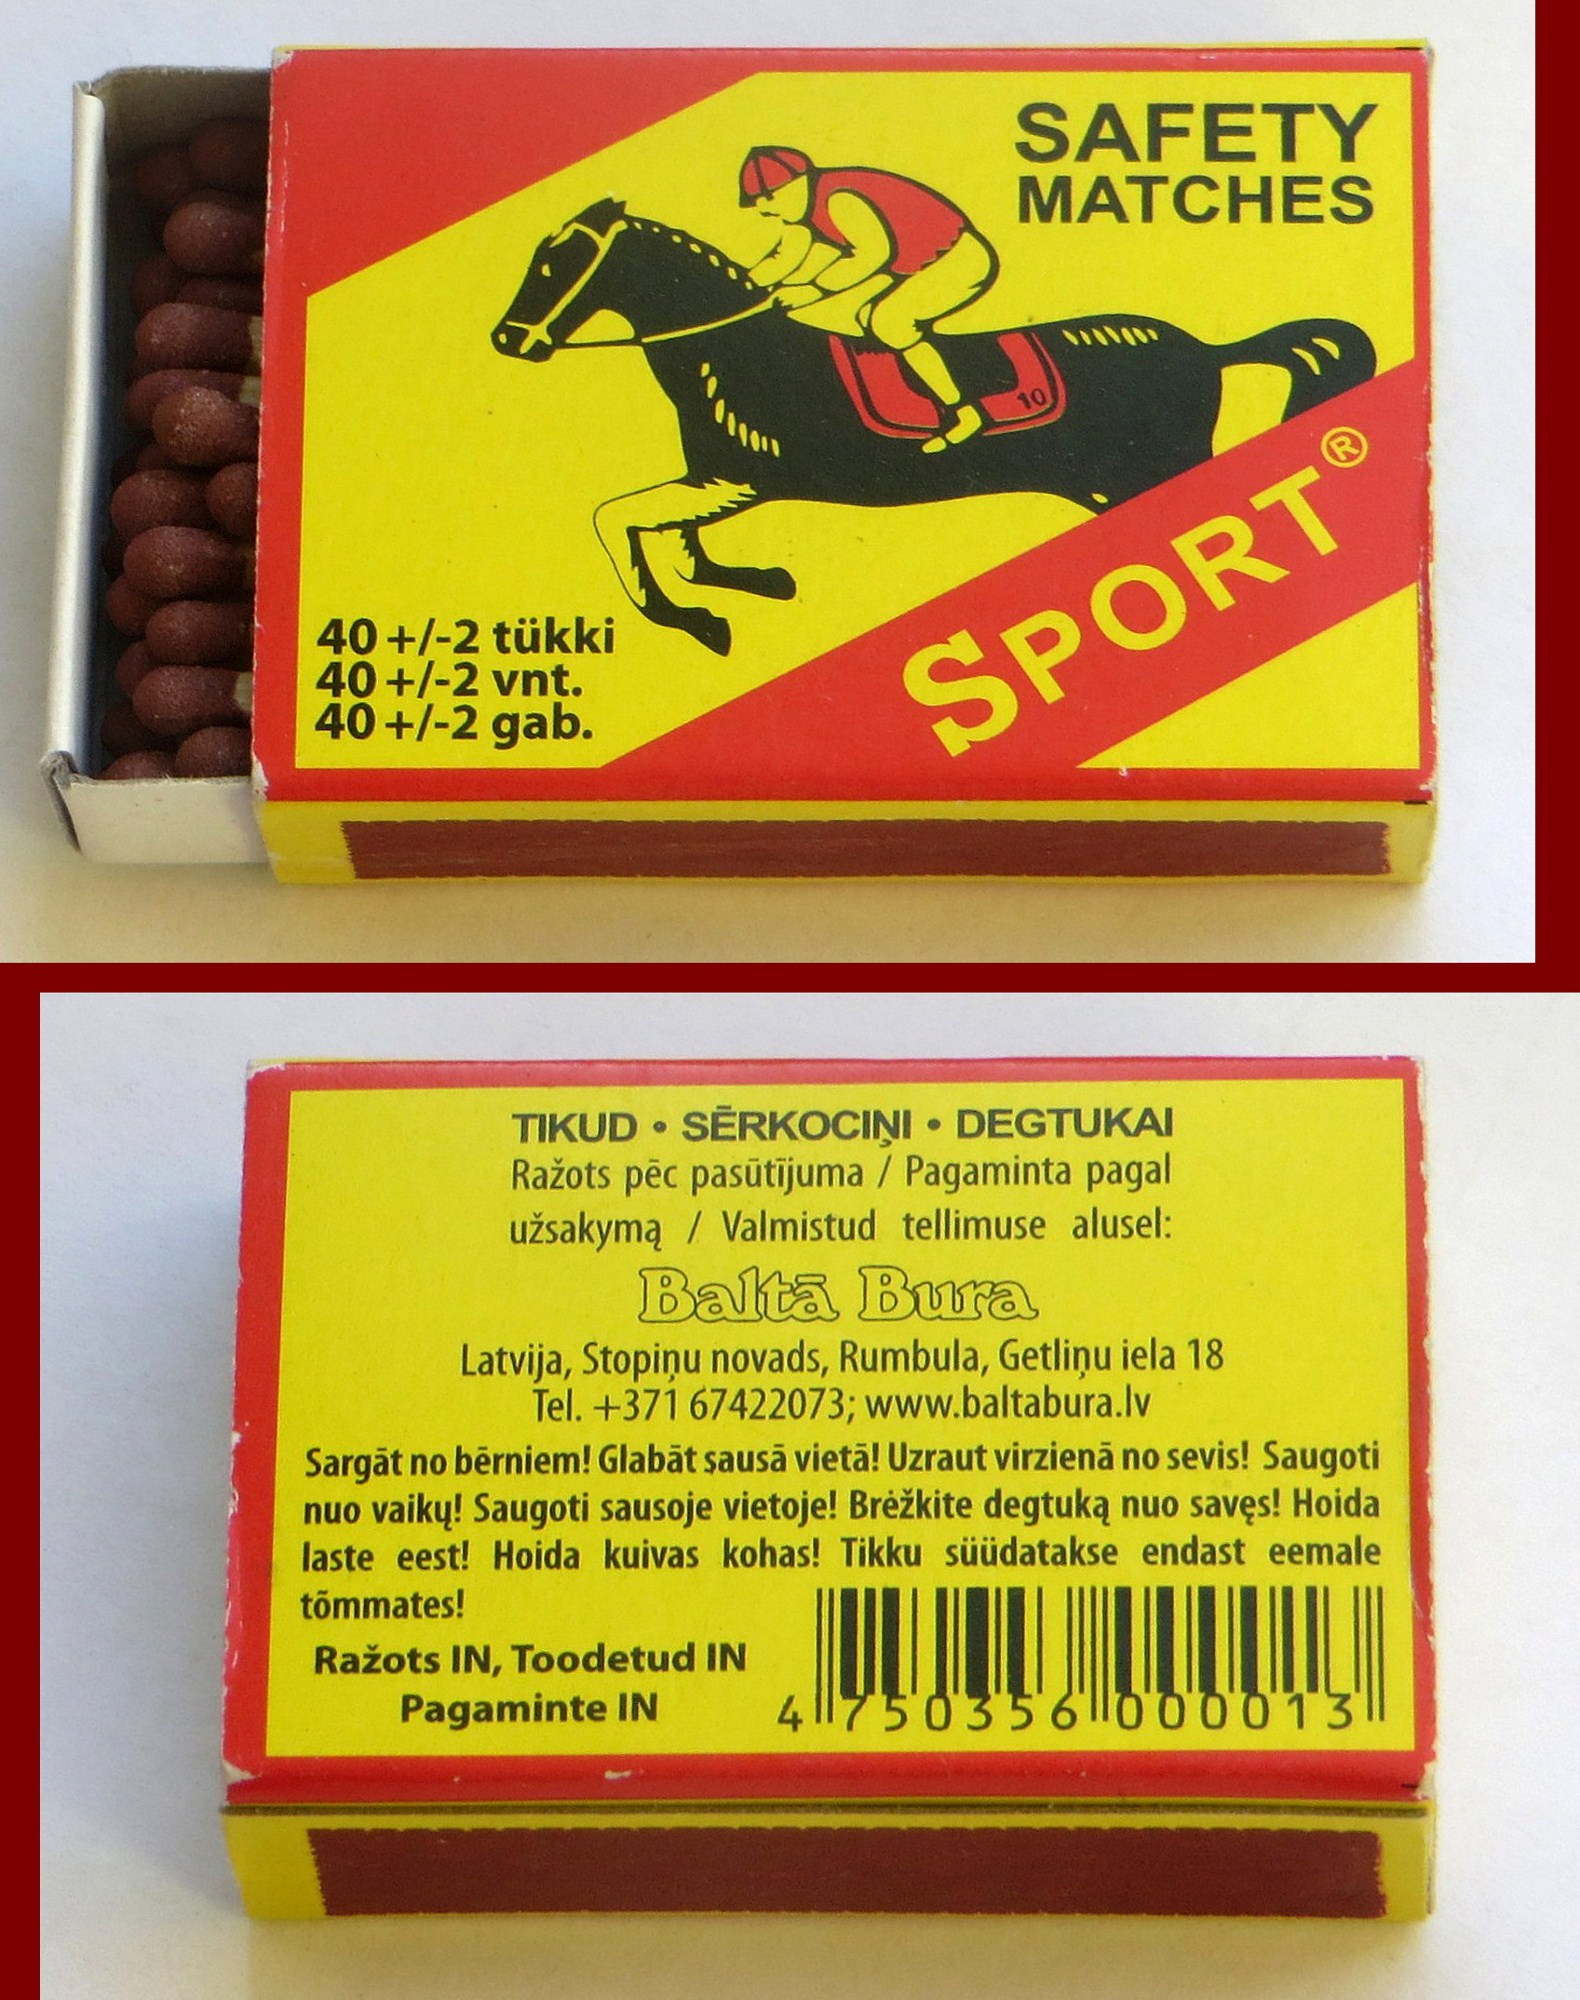 SAFETY
MATCHES
10
SPORT®
40 +/-2 tükki
40 +/-2 vnt.
40 +/-2 gab.
TIKUD • SĒRKOCIŅI • DEGTUKAI
Ražots pēc pasūtījuma / Pagaminta pagal
užsakymą / Valmistud tellimuse alusel:
Baltā Bura
Latvija, Stopiņu novads, Rumbula, Getliņu iela 18
Tel. +371 67422073; www.baltabura.lv
Sargāt no bērniem! Glabāt sausā vietā! Uzraut virzienā no sevis! Saugoti
nuo vaikų! Saugoti sausoje vietoje! Brėžkite degtuką nuo savęs! Hoida
laste eest! Hoida kuivas kohas! Tikku süüdatakse endast eemale
tõmmates!
Ražots IN, Toodetud IN
Pagaminte IN
4 750356 000013